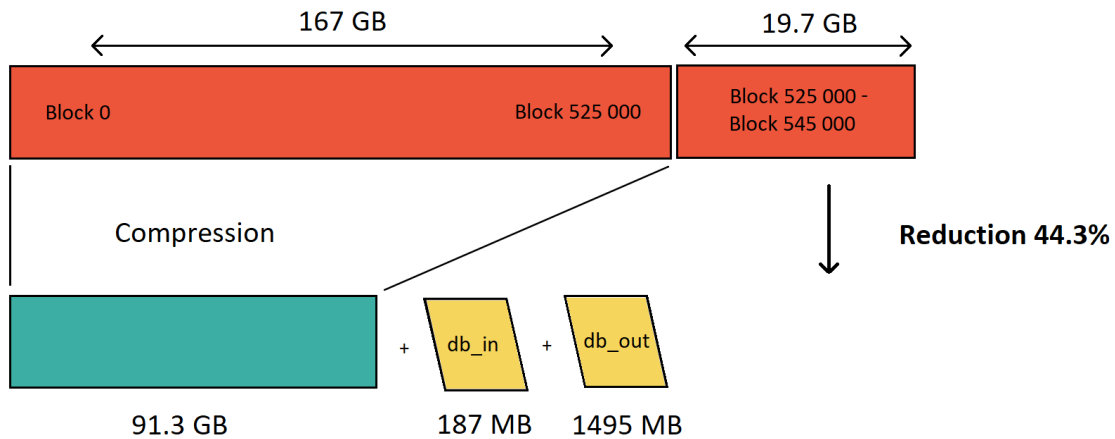 167 GB
19.7 GB
Block 0
Block 525 000
Block 525 000 -
Block 545 000
Compression
Reduction 44.3%
+
db_in
+
db_out
91.3 GB
187 MB
1495 MB